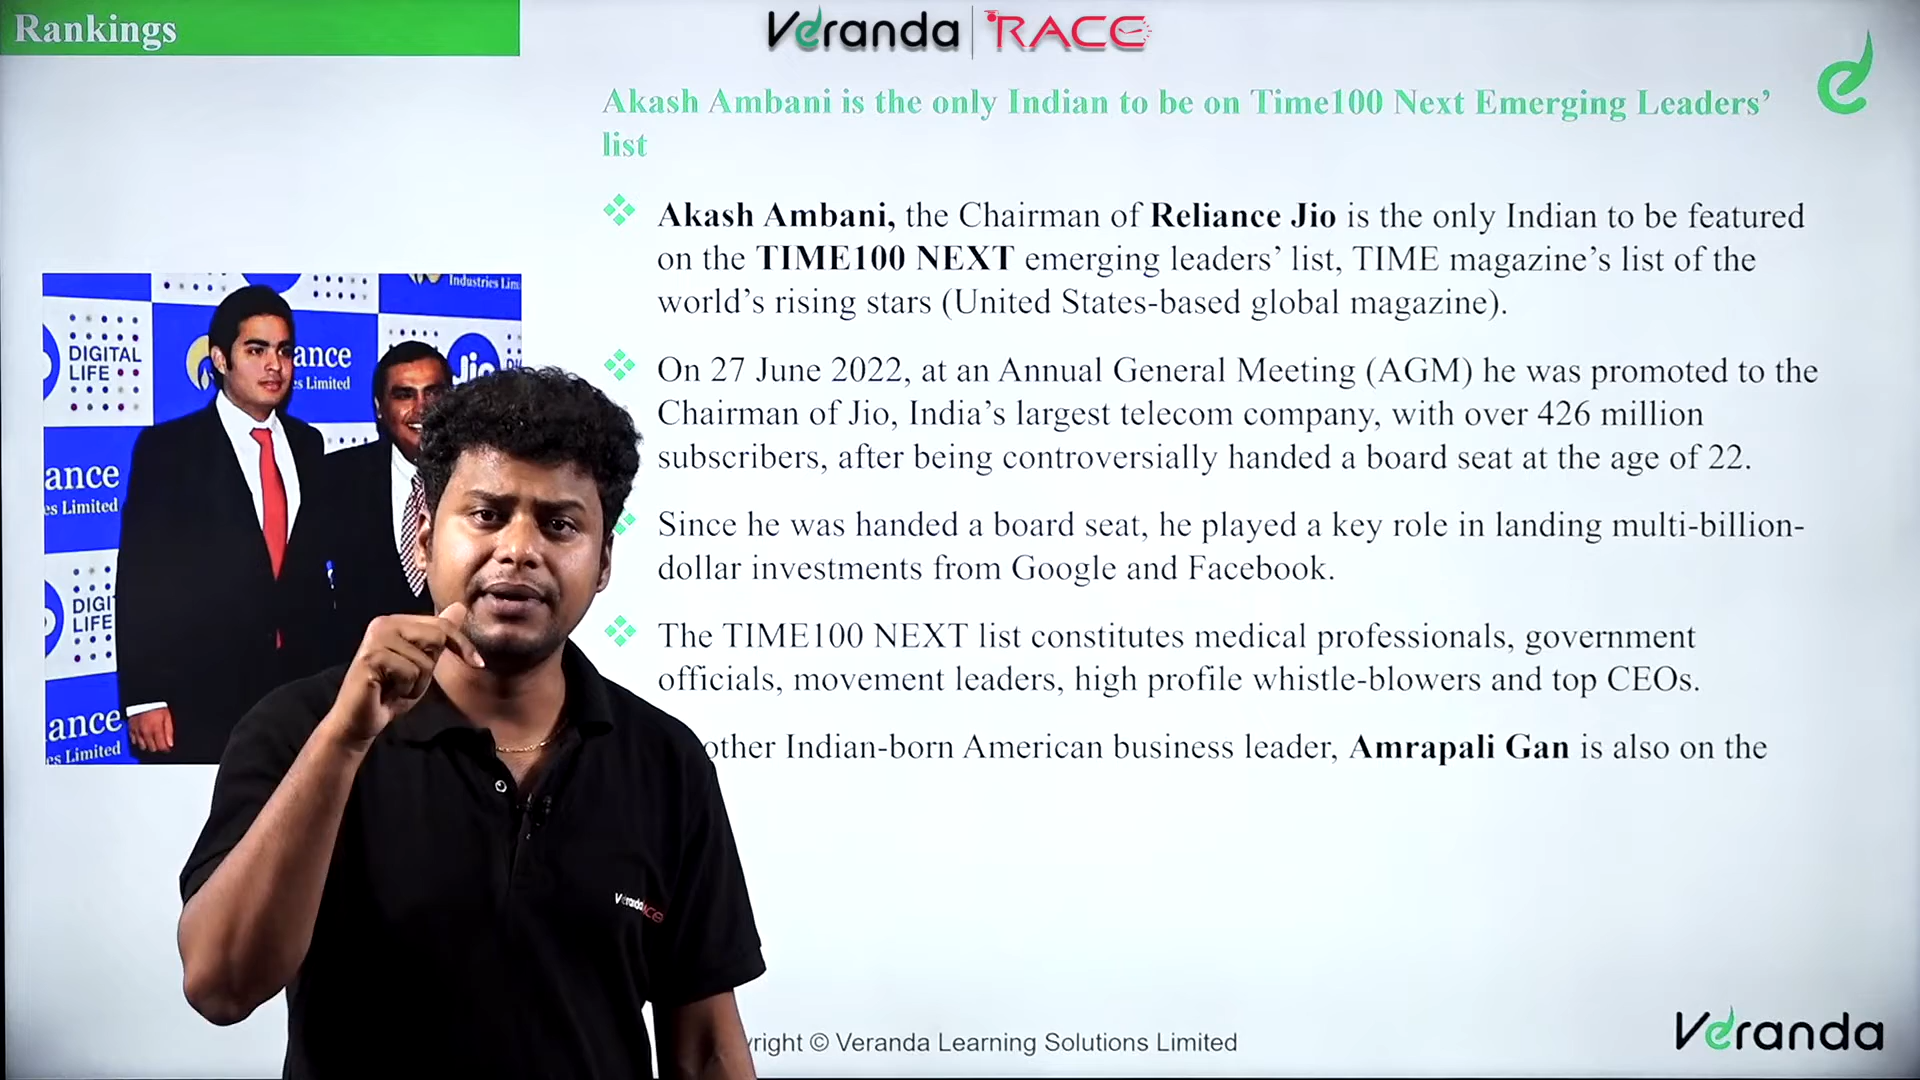 Rankings
Veranda RACE
Akash Ambani is the only Indian to be on Time100 Next Emerging Leaders'
list
Akash Ambani, the Chairman of Reliance Jio is the only Indian to be featured
on the TIME100 NEXT emerging leaders' list, TIME magazine's list of the
world's rising stars (United States-based global magazine).
On 27 June 2022, at an Annual General Meeting (AGM) he was promoted to the
Chairman of Jio, India's largest telecom company, with over 426 million
subscribers, after being controversially handed a board seat at the age of 22.
Since he was handed a board seat, he played a key role in landing multi-billion-
dollar investments from Google and Facebook.
The TIME100 NEXT list constitutes medical professionals, government
officials, movement leaders, high profile whistle-blowers and top CEOs.
other Indian-born American business leader, Amrapali Gan is also on the
Industries Lim
DIGITAL
LIFE
ance
es Limited
Jio
ance
es Limited
DIGI
LIFE
ance
es Limited
Veranda RACE
right © Veranda Learning Solutions Limited
Veranda